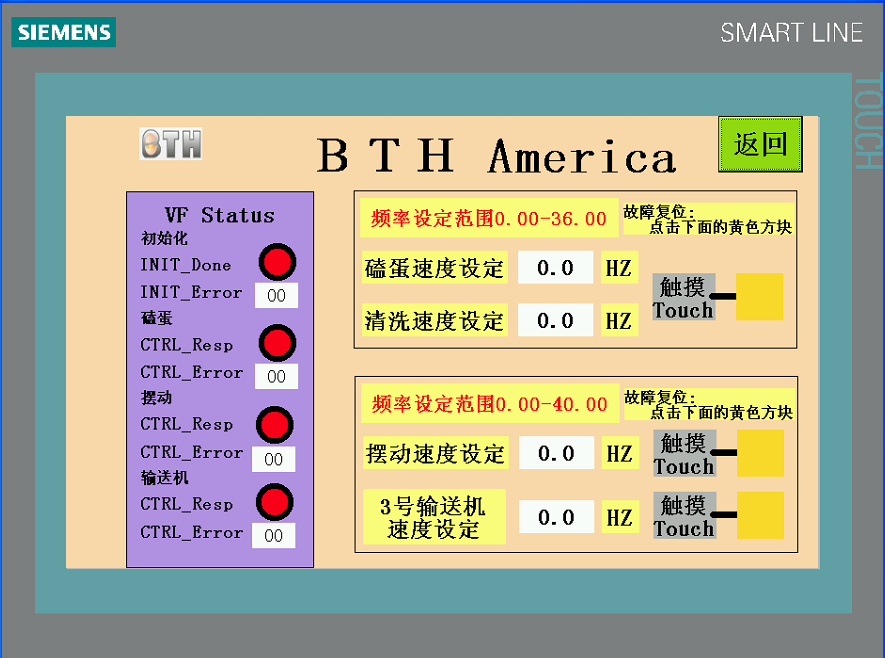 SIEMENS
SMART LINE
TOUCH
BTH
BTH America
返回
VF Status
初始化
INIT_Done
INIT_Error 00
磕蛋
CTRL_Resp
CTRL_Error 00
摆动
CTRL_Resp
CTRL_Error 00
输送机
CTRL_Resp
CTRL_Error 00
频率设定范围0.00-36.00
故障复位:
点击下面的黄色方块
磕蛋速度设定 0.0 HZ
清洗速度设定 0.0 HZ
触摸
Touch
频率设定范围0.00-40.00
故障复位:
点击下面的黄色方块
摆动速度设定 0.0 HZ
触摸
Touch
3号输送机
速度设定 0.0 HZ
触摸
Touch